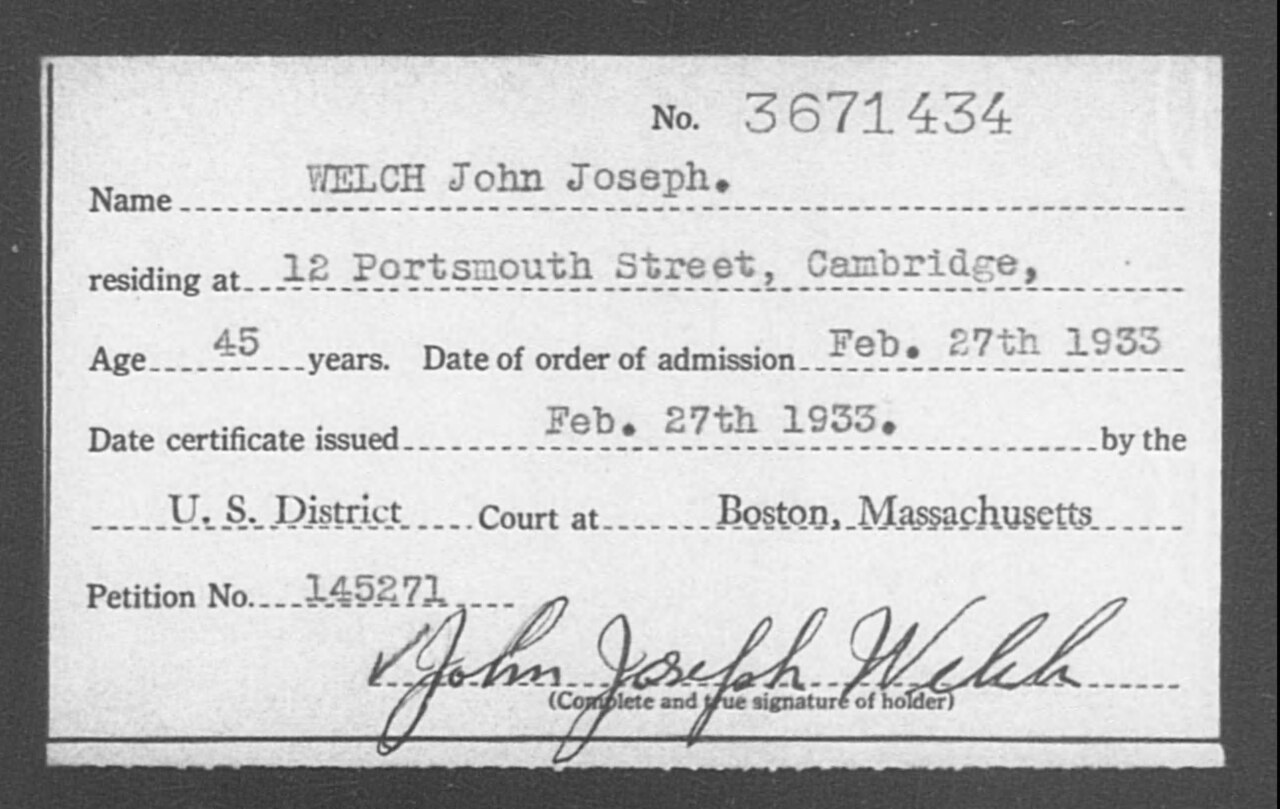 No. 3671434
Name WELCH John Joseph.
residing at 12 Portsmouth Street, Cambridge,
Age 45 years. Date of order of admission Feb. 27th 1933
Date certificate issued Feb. 27th 1933. by the
U. S. District Court at Boston, Massachusetts
Petition No. 145271
John Joseph Welch
(Complete and true signature of holder)